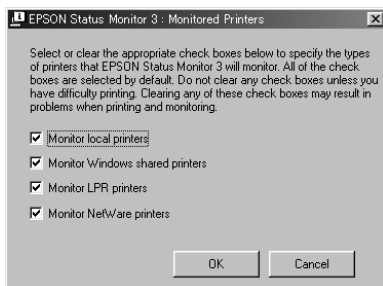 EPSON Status Monitor 3 : Monitored Printers
Select or clear the appropriate check boxes below to specify the types
of printers that EPSON Status Monitor 3 will monitor. All of the check
boxes are selected by default. Do not clear any check boxes unless you
have difficulty printing. Clearing any of these check boxes may result in
problems when printing and monitoring.
Monitor local printers
Monitor Windows shared printers
Monitor LPR printers
Monitor NetWare printers
OK Cancel